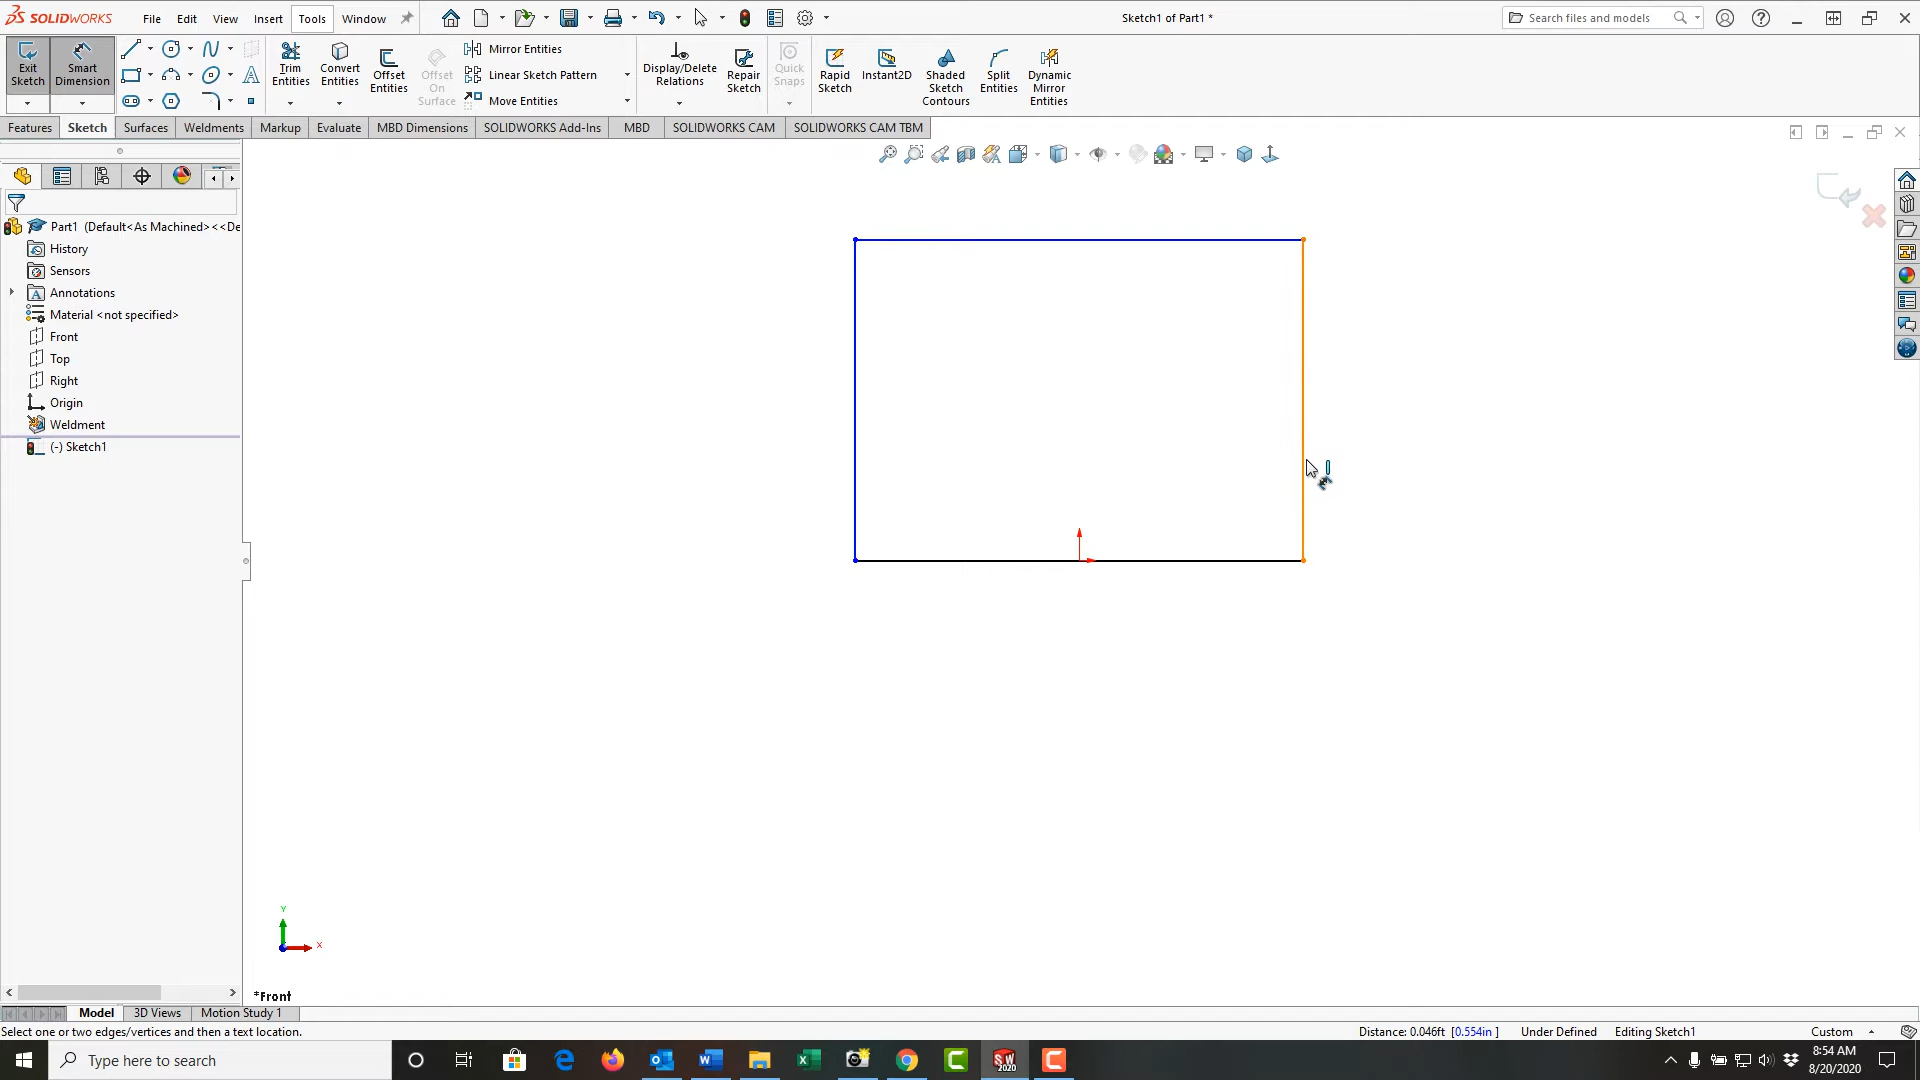 SOLIDWORKS File Edit View Insert Tools Window Sketch1 of Part1 * Search files and models
Exit Sketch
Smart Dimension
Trim Entities
Convert Entities
Offset Entities
Offset On Surface
Mirror Entities
Linear Sketch Pattern
Move Entities
Display/Delete Relations
Repair Sketch
Quick Snaps
Rapid Sketch
Instant2D
Shaded Sketch Contours
Split Entities
Dynamic Mirror Entities
Features Sketch Surfaces Weldments Markup Evaluate MBD Dimensions SOLIDWORKS Add-Ins MBD SOLIDWORKS CAM SOLIDWORKS CAM TBM
Part1 (Default<As Machined><<De
History
Sensors
Annotations
Material <not specified>
Front
Top
Right
Origin
Weldment
(-) Sketch1
Y
X
*Front
Model 3D Views Motion Study 1
Select one or two edges/vertices and then a text location. Distance: 0.046ft [0.554in ] Under Defined Editing Sketch1 Custom
Type here to search
SW 2020
8:54 AM
8/20/2020